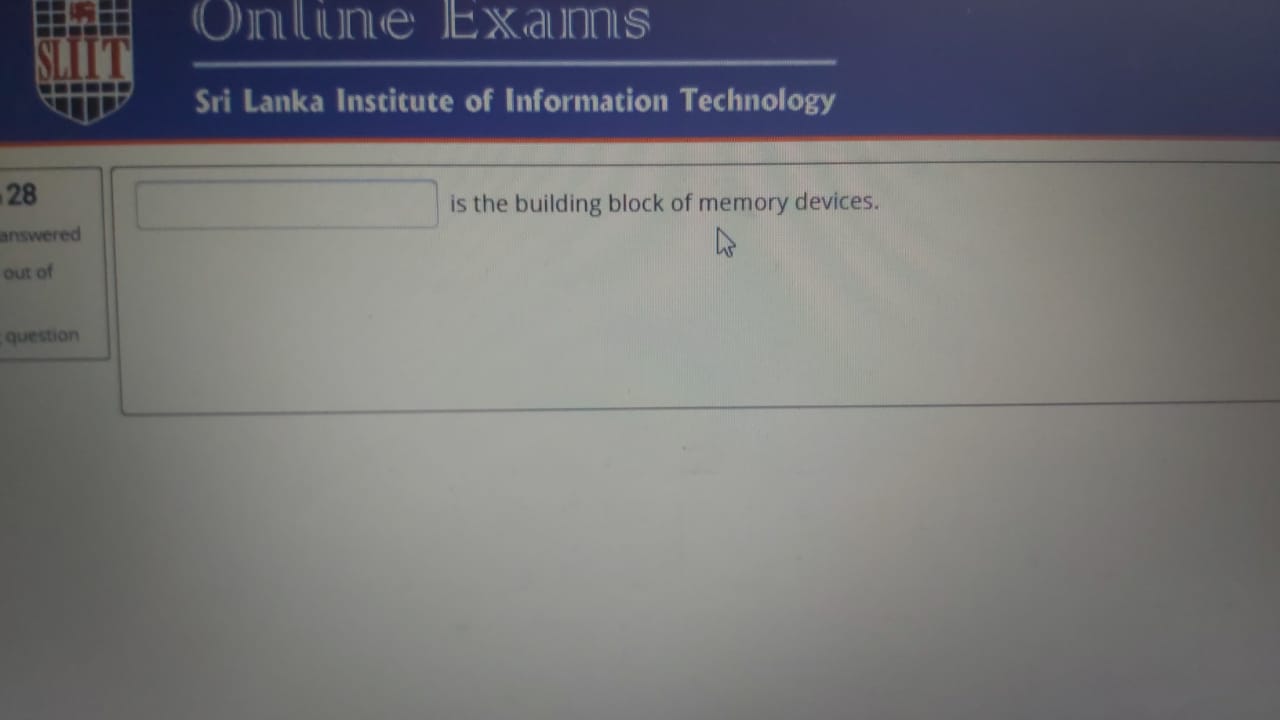 Online Exams
SLIIT
Sri Lanka Institute of Information Technology
28
answered
out of
question
is the building block of memory devices.